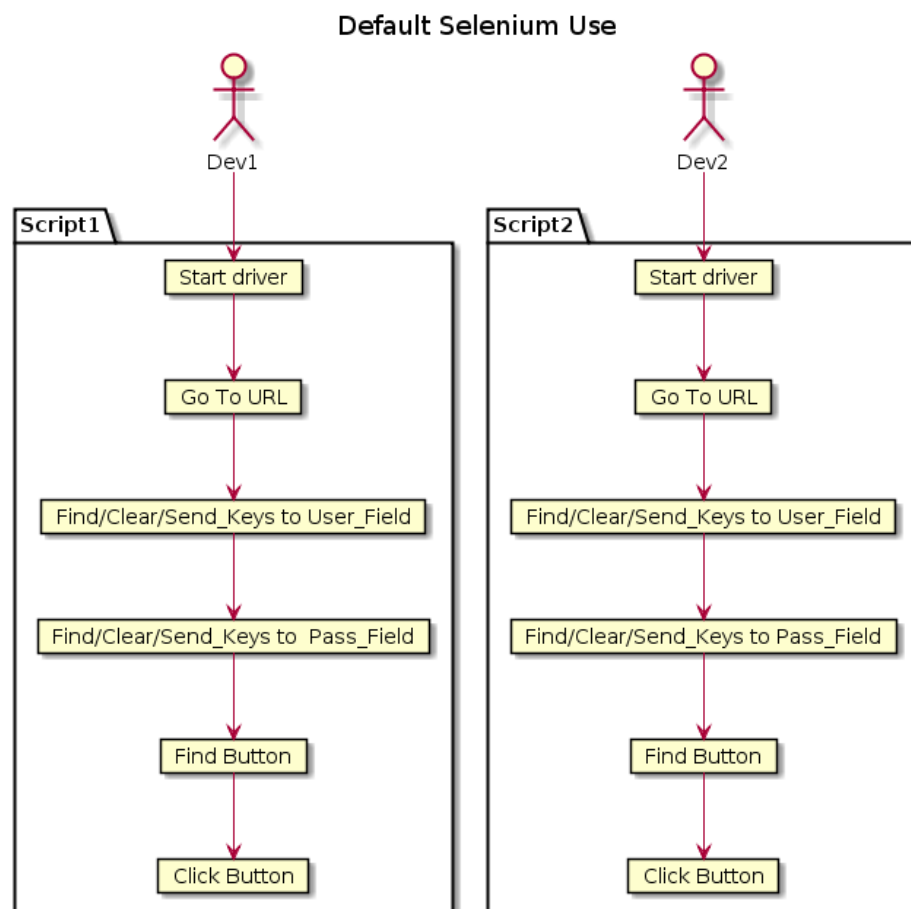 Default Selenium Use
Dev1
Dev2
Script1
Start driver
Go To URL
Find/Clear/Send_Keys to User_Field
Find/Clear/Send_Keys to  Pass_Field
Find Button
Click Button
Script2
Start driver
Go To URL
Find/Clear/Send_Keys to User_Field
Find/Clear/Send_Keys to Pass_Field
Find Button
Click Button